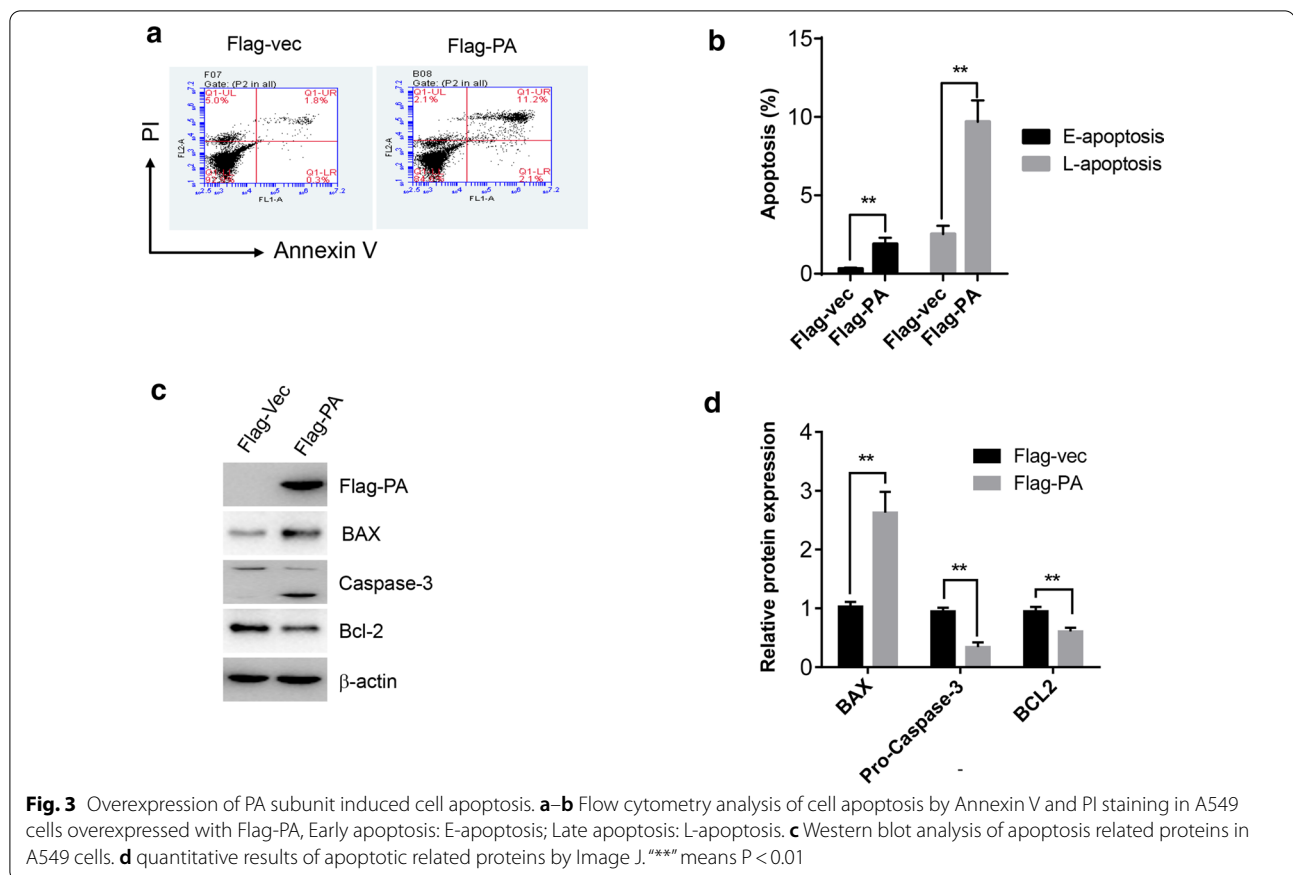 a
Flag-vec
Flag-PA
F07
Gate: (P2 in all)
Q1-UL
5.0%
Q1-UR
1.8%
Q1-LR
0.3%
FL2-A
FL1-A
B08
Gate: (P2 in all)
Q1-UL
2.1%
Q1-UR
11.2%
Q1-LR
2.1%
FL2-A
FL1-A
PI
Annexin V
b
Apoptosis (%)
15
10
5
0
**
**
Flag-vec
Flag-PA
Flag-vec
Flag-PA
E-apoptosis
L-apoptosis
c
Flag-Vec
Flag-PA
Flag-PA
BAX
Caspase-3
Bcl-2
β-actin
d
Relative protein expression
4
3
2
1
0
**
**
**
Flag-vec
Flag-PA
BAX
Pro-Caspase-3
BCL2
-
Fig. 3 Overexpression of PA subunit induced cell apoptosis. a–b Flow cytometry analysis of cell apoptosis by Annexin V and PI staining in A549
cells overexpressed with Flag-PA, Early apoptosis: E-apoptosis; Late apoptosis: L-apoptosis. c Western blot analysis of apoptosis related proteins in
A549 cells. d quantitative results of apoptotic related proteins by Image J. “**” means P < 0.01